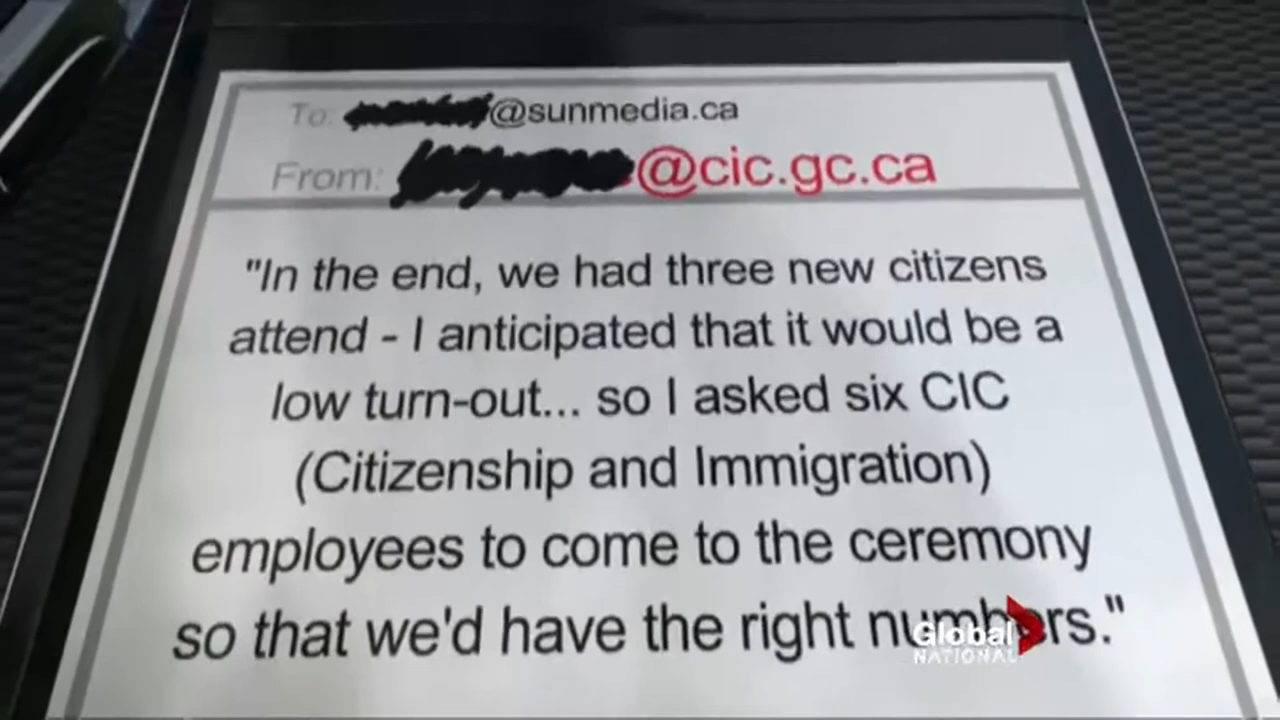 To: @sunmedia.ca
From: @cic.gc.ca
"In the end, we had three new citizens
attend - I anticipated that it would be a
low turn-out... so I asked six CIC
(Citizenship and Immigration)
employees to come to the ceremony
so that we'd have the right numbers."
Global
NATIONAL